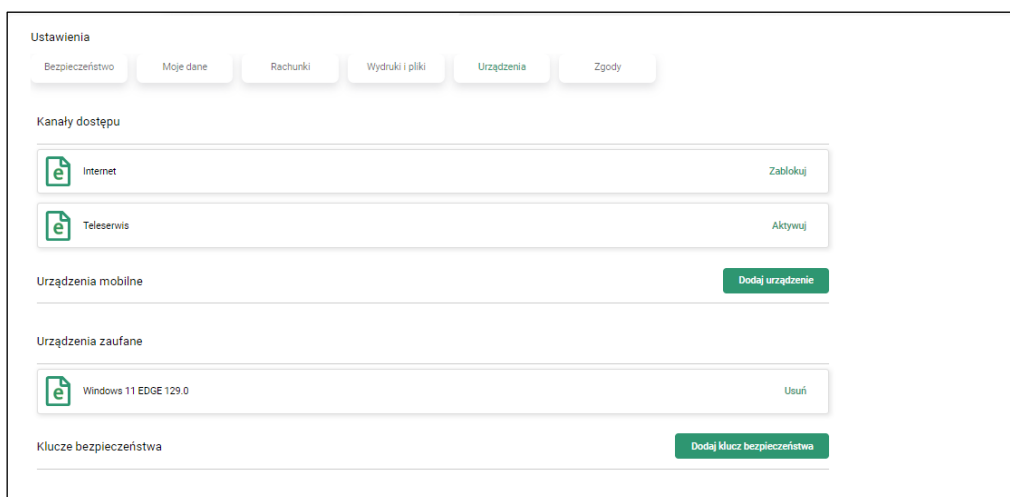 Ustawienia
Bezpieczeństwo Moje dane Rachunki Wydruki i pliki Urządzenia Zgody
Kanały dostępu
e Internet Zablokuj
e Teleserwis Aktywuj
Urządzenia mobilne Dodaj urządzenie
Urządzenia zaufane
e Windows 11 EDGE 129.0 Usuń
Klucze bezpieczeństwa Dodaj klucz bezpieczeństwa